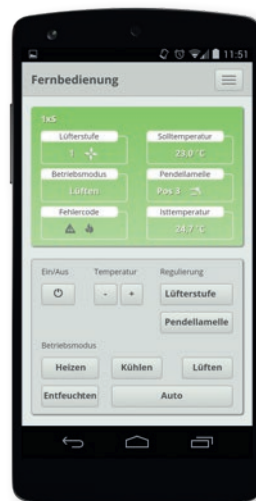 11:51
Fernbedienung
1xS
Lüfterstufe
Solltemperatur
1
23.0 °C
Betriebsmodus
Pendellamelle
Lüften
Pos 3
Fehlercode
Isttemperatur
24.7 °C
Ein/Aus
Temperatur
Regulierung
- +
Lüfterstufe
Pendellamelle
Betriebsmodus
Heizen
Kühlen
Lüften
Entfeuchten
Auto